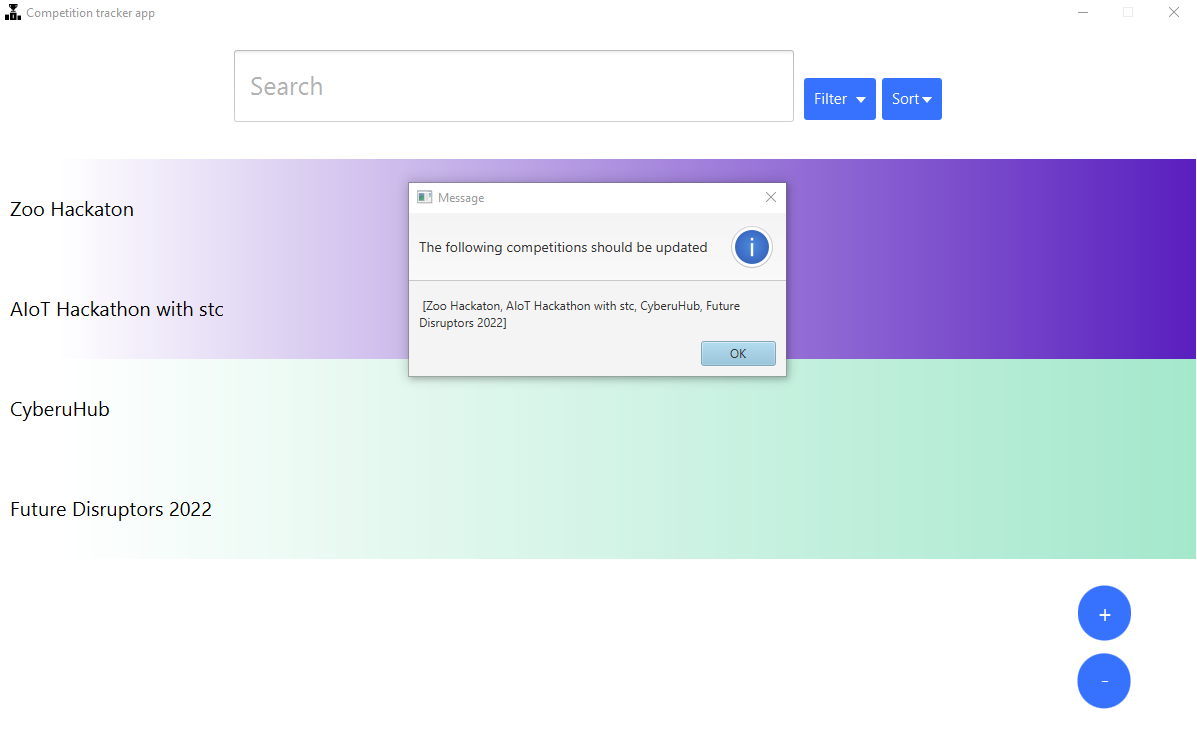 Competition tracker app
Search
Filter
Sort
Zoo Hackaton
Message
The following competitions should be updated
AIoT Hackathon with stc
[Zoo Hackaton, AIoT Hackathon with stc, CyberuHub, Future
Disruptors 2022]
OK
CyberuHub
Future Disruptors 2022
+
-